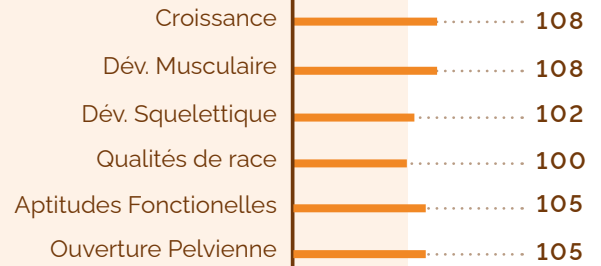 Croissance 108
Dév. Musculaire 108
Dév. Squelettique 102
Qualités de race 100
Aptitudes Fonctionelles 105
Ouverture Pelvienne 105